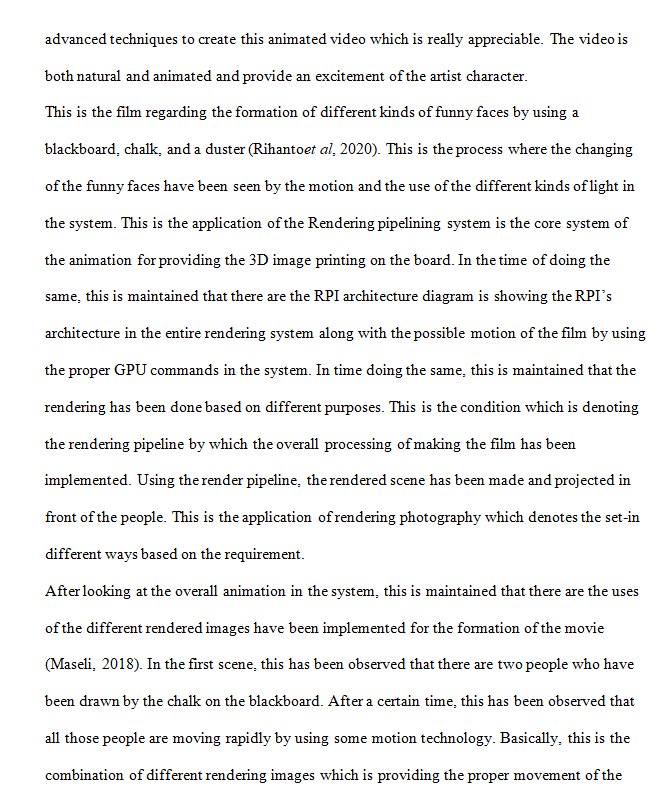 advanced techniques to create this animated video which is really appreciable. The video is
both natural and animated and provide an excitement of the artist character.
This is the film regarding the formation of different kinds of funny faces by using a
blackboard, chalk, and a duster (Rihantoet al, 2020). This is the process where the changing
of the funny faces have been seen by the motion and the use of the different kinds of light in
the system. This is the application of the Rendering pipelining system is the core system of
the animation for providing the 3D image printing on the board. In the time of doing the
same, this is maintained that there are the RPI architecture diagram is showing the RPI’s
architecture in the entire rendering system along with the possible motion of the film by using
the proper GPU commands in the system. In time doing the same, this is maintained that the
rendering has been done based on different purposes. This is the condition which is denoting
the rendering pipeline by which the overall processing of making the film has been
implemented. Using the render pipeline, the rendered scene has been made and projected in
front of the people. This is the application of rendering photography which denotes the set-in
different ways based on the requirement.
After looking at the overall animation in the system, this is maintained that there are the uses
of the different rendered images have been implemented for the formation of the movie
(Maseli, 2018). In the first scene, this has been observed that there are two people who have
been drawn by the chalk on the blackboard. After a certain time, this has been observed that
all those people are moving rapidly by using some motion technology. Basically, this is the
combination of different rendering images which is providing the proper movement of the